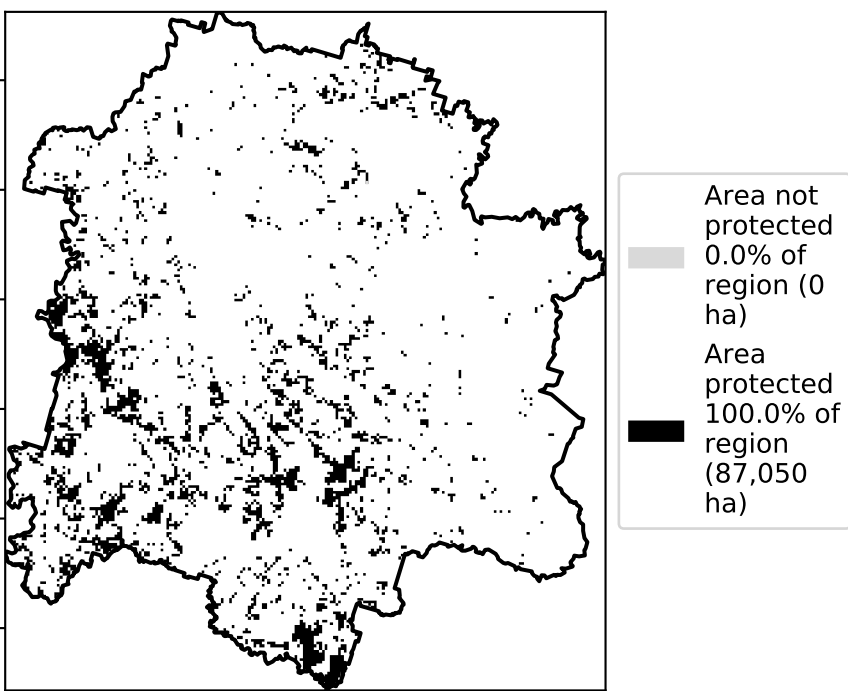 Area not
protected
0.0% of
region (0
ha)
Area
protected
100.0% of
region
(87,050
ha)